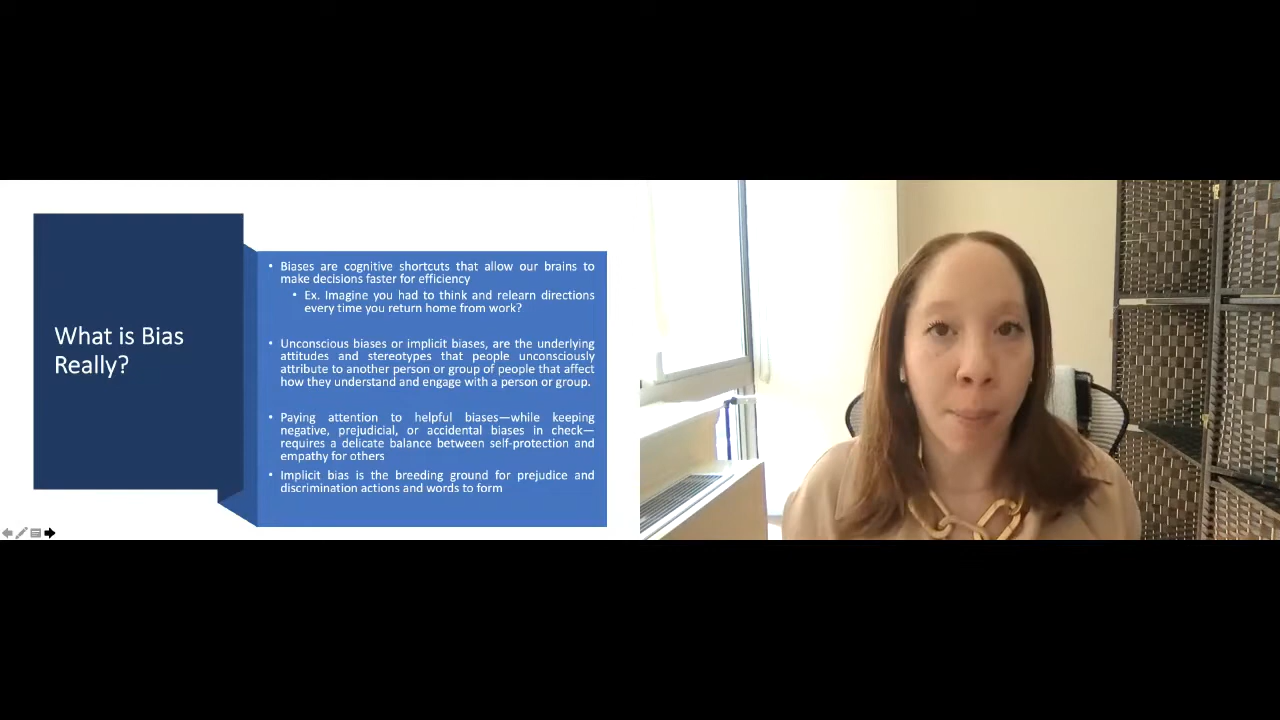 What is Bias
Really?
• Biases are cognitive shortcuts that allow our brains to
make decisions faster for efficiency
• Ex. Imagine you had to think and relearn directions
every time you return home from work?
• Unconscious biases or implicit biases, are the underlying
attitudes and stereotypes that people unconsciously
attribute to another person or group of people that affect
how they understand and engage with a person or group.
• Paying attention to helpful biases—while keeping
negative, prejudicial, or accidental biases in check—
requires a delicate balance between self-protection and
empathy for others
• Implicit bias is the breeding ground for prejudice and
discrimination actions and words to form